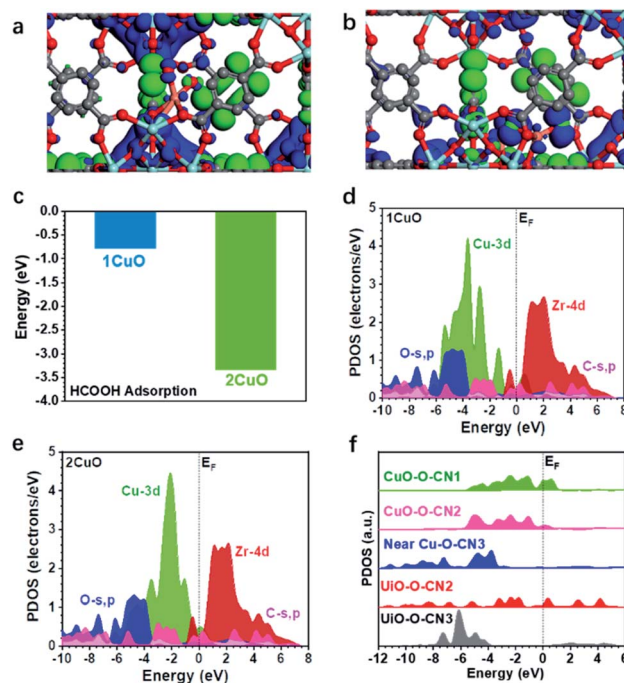 a
b
c
0.0
-0.5
-1.0
-1.5
-2.0
-2.5
-3.0
-3.5
-4.0
Energy (eV)
1CuO
2CuO
HCOOH Adsorption
d
E_F
1CuO
Cu-3d
Zr-4d
O-s,p
C-s,p
5
4
3
2
1
0
PDOS (electrons/eV)
-10 -8 -6 -4 -2 0 2 4 6 8
Energy (eV)
e
2CuO
E_F
Cu-3d
Zr-4d
O-s,p
C-s,p
5
4
3
2
1
0
PDOS (electrons/eV)
-10 -8 -6 -4 -2 0 2 4 6 8
Energy (eV)
f
E_F
CuO-O-CN1
CuO-O-CN2
Near Cu-O-CN3
UiO-O-CN2
UiO-O-CN3
PDOS (a.u.)
-12 -10 -8 -6 -4 -2 0 2 4 6
Energy (eV)